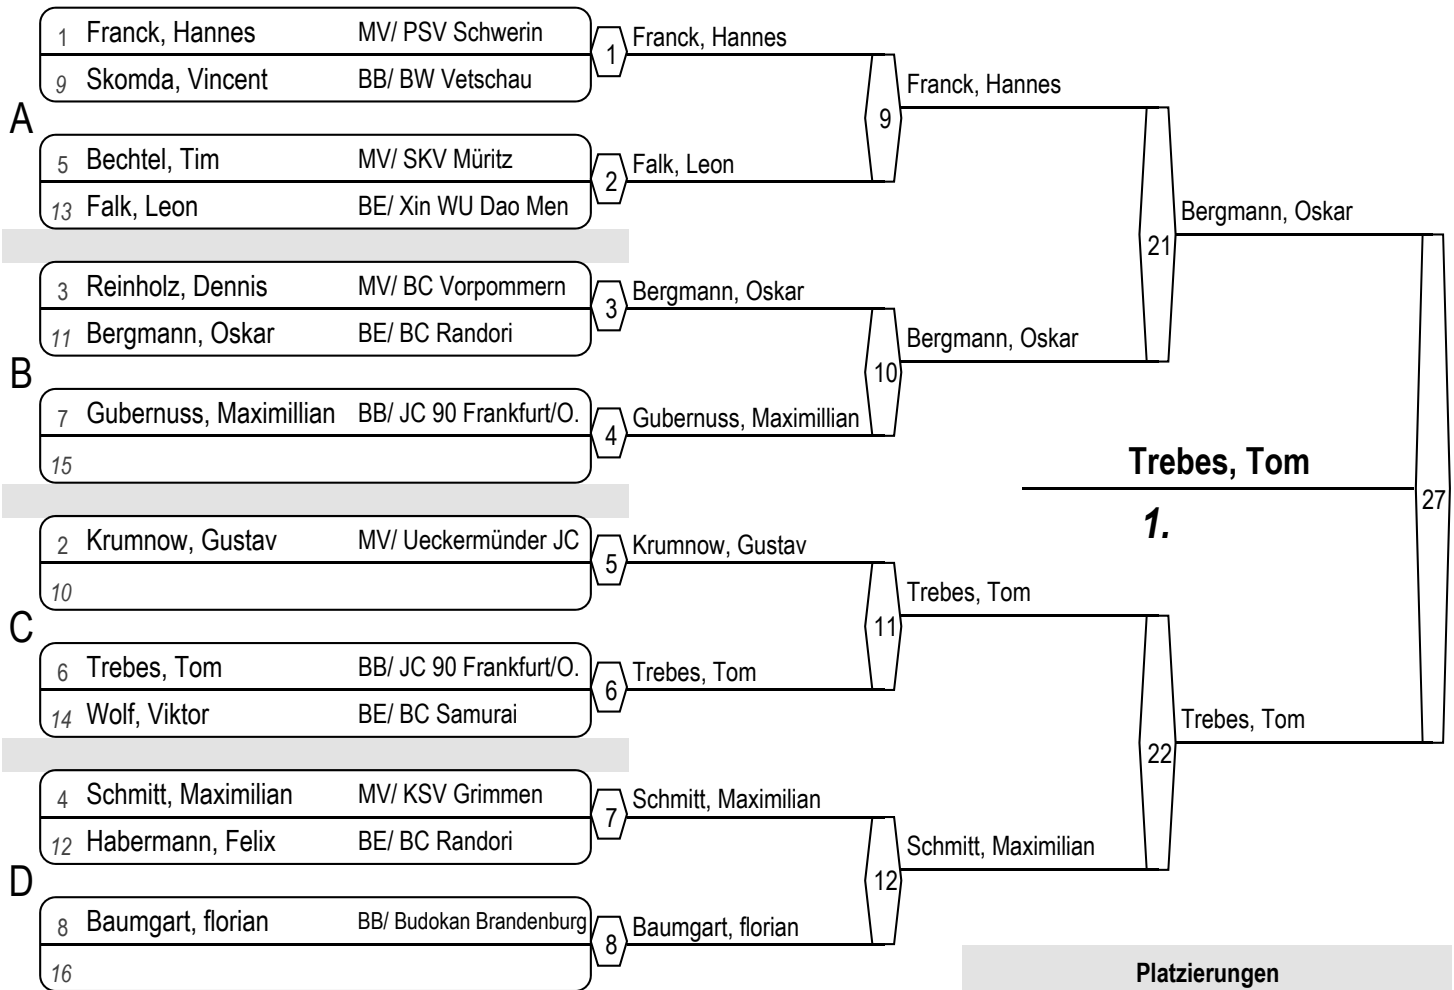 1 Franck, Hannes MV/ PSV Schwerin
9 Skomda, Vincent BB/ BW Vetschau
1 Franck, Hannes
A
5 Bechtel, Tim MV/ SKV Müritz
13 Falk, Leon BE/ Xin WU Dao Men
2 Falk, Leon
9 Franck, Hannes
3 Reinholz, Dennis MV/ BC Vorpommern
11 Bergmann, Oskar BE/ BC Randori
3 Bergmann, Oskar
B
7 Gubernuss, Maximillian BB/ JC 90 Frankfurt/O.
15
4 Gubernuss, Maximillian
10 Bergmann, Oskar
21 Bergmann, Oskar
2 Krumnow, Gustav MV/ Ueckermünder JC
10
5 Krumnow, Gustav
C
6 Trebes, Tom BB/ JC 90 Frankfurt/O.
14 Wolf, Viktor BE/ BC Samurai
6 Trebes, Tom
11 Trebes, Tom
4 Schmitt, Maximilian MV/ KSV Grimmen
12 Habermann, Felix BE/ BC Randori
7 Schmitt, Maximilian
D
8 Baumgart, florian BB/ Budokan Brandenburg
16
8 Baumgart, florian
12 Schmitt, Maximilian
22 Trebes, Tom
27 Trebes, Tom
1.
Platzierungen